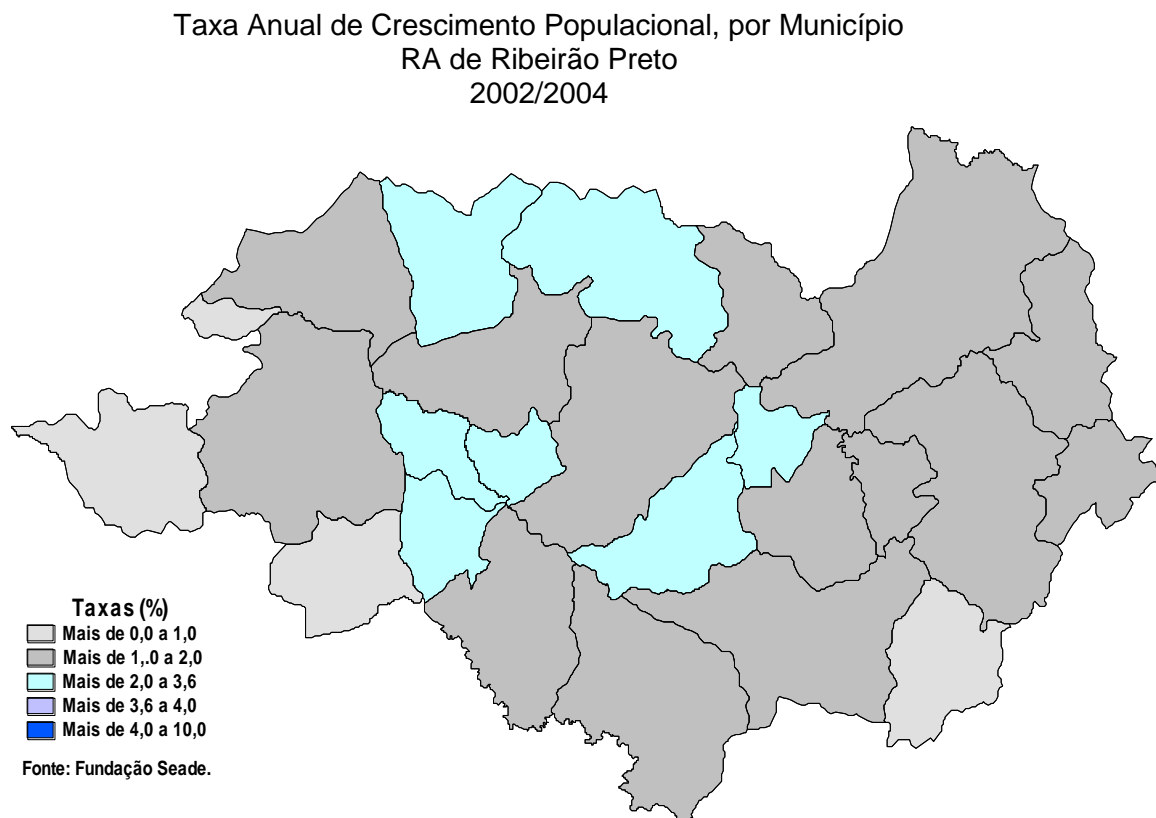 Taxa Anual de Crescimento Populacional, por Município
RA de Ribeirão Preto
2002/2004
Taxas (%)
Mais de 0,0 a 1,0
Mais de 1,.0 a 2,0
Mais de 2,0 a 3,6
Mais de 3,6 a 4,0
Mais de 4,0 a 10,0
Fonte: Fundação Seade.